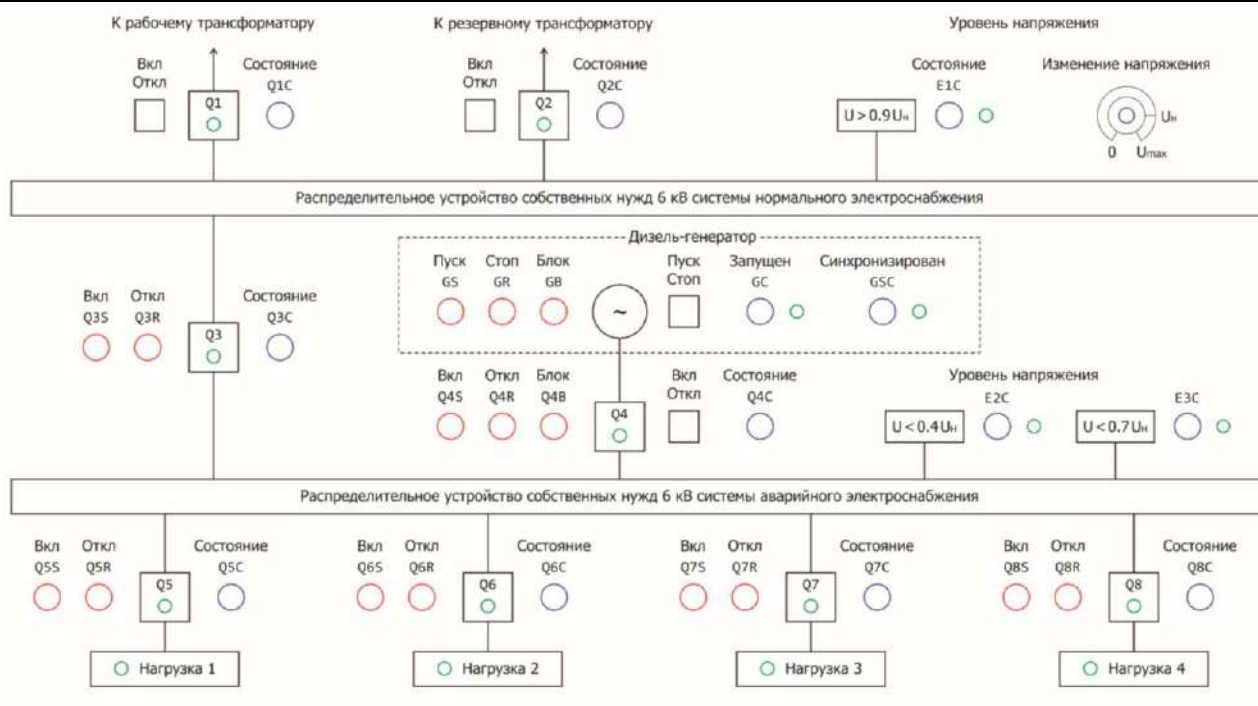 К рабочему трансформатору
К резервному трансформатору
Уровень напряжения
Вкл
Откл
Состояние
Q1C
Q1
Вкл
Откл
Состояние
Q2C
Q2
Состояние
E1C
U > 0.9Uн
Изменение напряжения
Uн
0 Umax
Распределительное устройство собственных нужд 6 кВ системы нормального электроснабжения
Дизель-генератор
Пуск Стоп Блок
GS GR GB
~
Пуск
Стоп
Запущен
GC
Синхронизирован
GSC
Вкл Откл
Q3S Q3R
Q3
Состояние
Q3C
Вкл Откл Блок
Q4S Q4R Q4B
Q4
Вкл
Откл
Состояние
Q4C
Уровень напряжения
E2C
U < 0.4Uн
E3C
U < 0.7Uн
Распределительное устройство собственных нужд 6 кВ системы аварийного электроснабжения
Вкл Откл
Q5S Q5R
Q5
Состояние
Q5C
Нагрузка 1
Вкл Откл
Q6S Q6R
Q6
Состояние
Q6C
Нагрузка 2
Вкл Откл
Q7S Q7R
Q7
Состояние
Q7C
Нагрузка 3
Вкл Откл
Q8S Q8R
Q8
Состояние
Q8C
Нагрузка 4